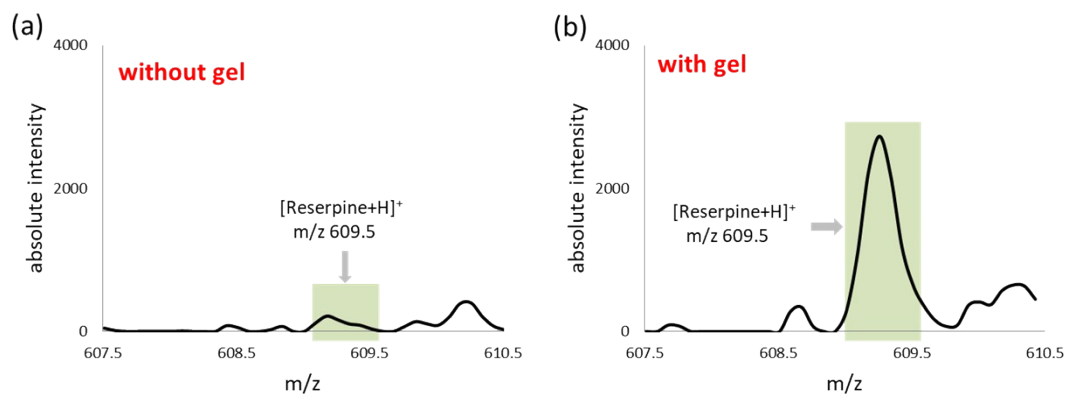 (a)
4000
without gel
absolute intensity
2000
[Reserpine+H]⁺
m/z 609.5
0
607.5 608.5 609.5 610.5
m/z
(b)
4000
with gel
absolute intensity
2000
[Reserpine+H]⁺
m/z 609.5
0
607.5 608.5 609.5 610.5
m/z